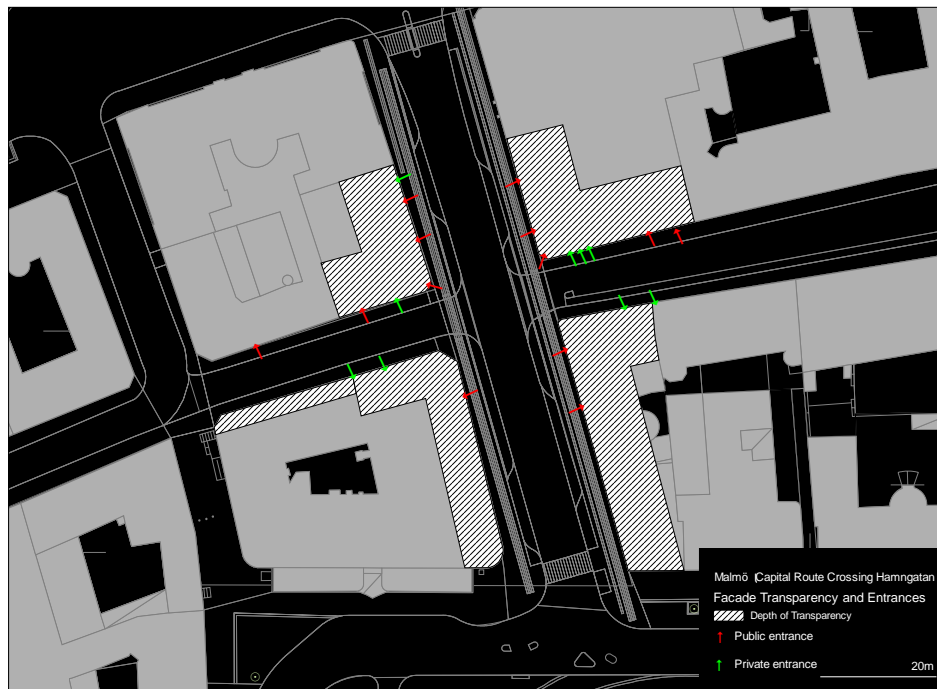 Malmö | Capital Route Crossing Hamngatan
Facade Transparency and Entrances
Depth of Transparency
Public entrance
Private entrance
20m